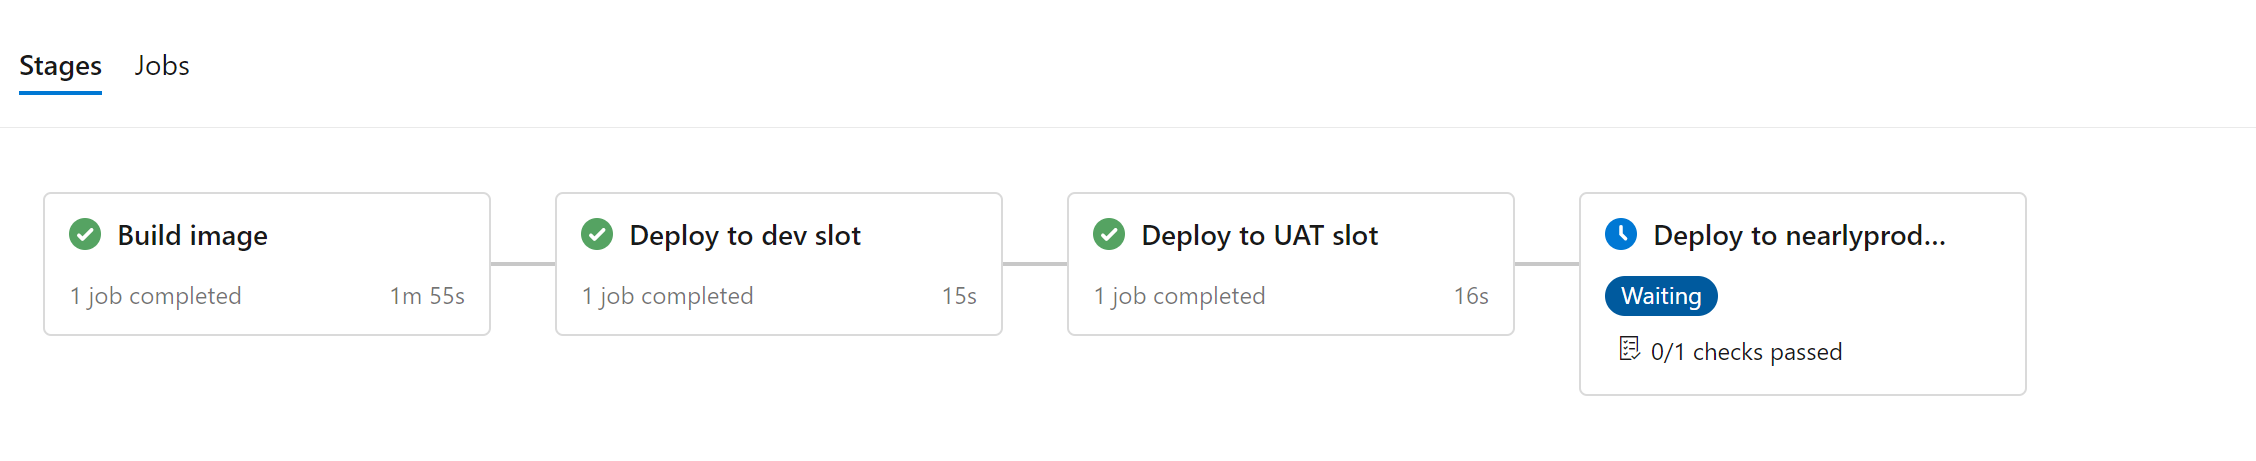 Stages Jobs
Build image
1 job completed 1m 55s
Deploy to dev slot
1 job completed 15s
Deploy to UAT slot
1 job completed 16s
Deploy to nearlyprod...
Waiting
0/1 checks passed